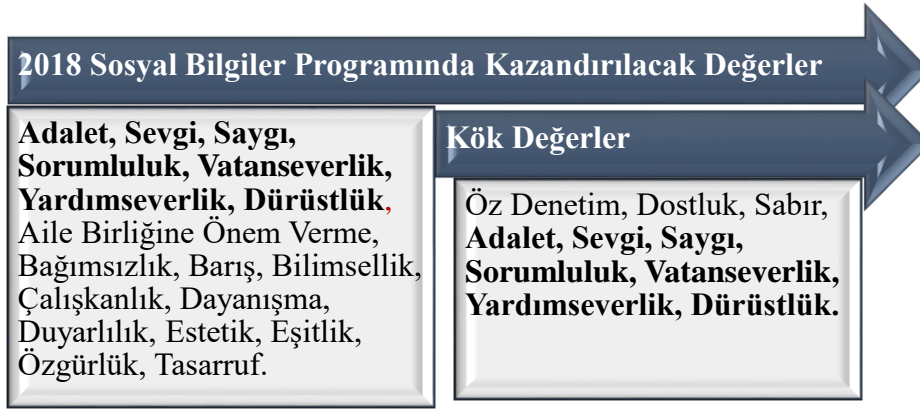 2018 Sosyal Bilgiler Programında Kazandırılacak Değerler
Adalet, Sevgi, Saygı,
Sorumluluk, Vatanseverlik,
Yardımseverlik, Dürüstlük,
Aile Birliğine Önem Verme,
Bağımsızlık, Barış, Bilimsellik,
Çalışkanlık, Dayanışma,
Duyarlılık, Estetik, Eşitlik,
Özgürlük, Tasarruf.
Kök Değerler
Öz Denetim, Dostluk, Sabır,
Adalet, Sevgi, Saygı,
Sorumluluk, Vatanseverlik,
Yardımseverlik, Dürüstlük.